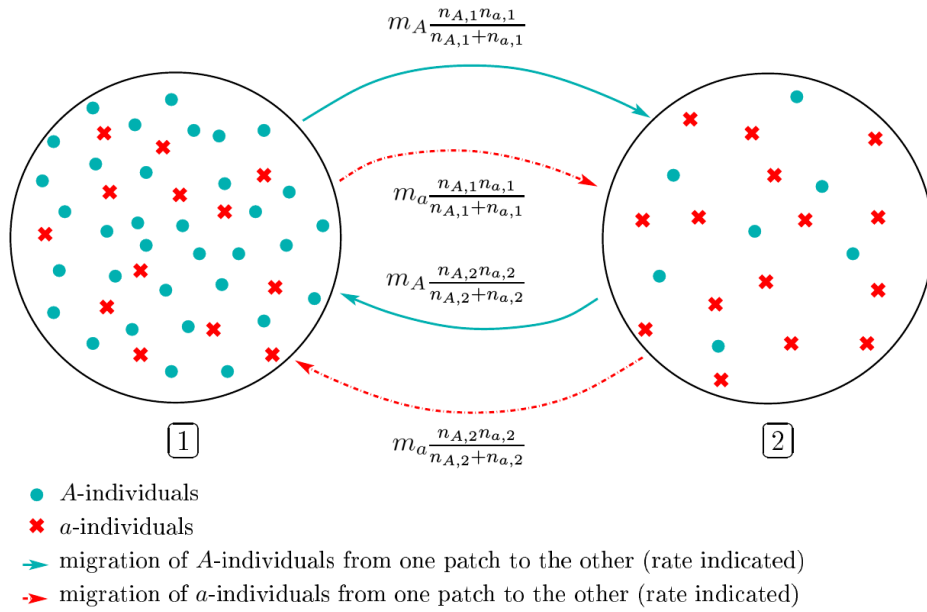 m_A \frac{n_{A,1} n_{a,1}}{n_{A,1}+n_{a,1}}
m_a \frac{n_{A,1} n_{a,1}}{n_{A,1}+n_{a,1}}
m_A \frac{n_{A,2} n_{a,2}}{n_{A,2}+n_{a,2}}
m_a \frac{n_{A,2} n_{a,2}}{n_{A,2}+n_{a,2}}
1
2
A-individuals
a-individuals
migration of A-individuals from one patch to the other (rate indicated)
migration of a-individuals from one patch to the other (rate indicated)